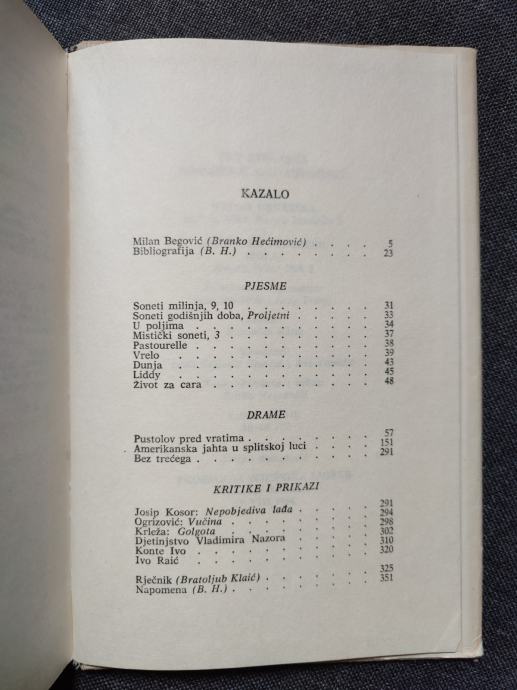 KAZALO
Milan Begović (Branko Hećimović) . . . . 5
Bibliografija (B. H.) . . . . . . . . 23
PJESME
Soneti milinja, 9, 10 . . . . . . . . 31
Soneti godišnjih doba, Proljetni . . . . . 33
U poljima . . . . . . . . . . 34
Mistički soneti, 3 . . . . . . . . 37
Pastourelle . . . . . . . . . . 38
Vrelo . . . . . . . . . . . 39
Dunja . . . . . . . . . . . 43
Liddy . . . . . . . . . . . 45
Život za cara . . . . . . . . . 48
DRAME
Pustolov pred vratima . . . . . . . 57
Amerikanska jahta u splitskoj luci . . . . 151
Bez trećega . . . . . . . . . . 291
KRITIKE I PRIKAZI
Josip Kosor: Nepobjediva lađa . . . . . 291
Ogrizović: Vučina . . . . . . . . 294
Krleža: Golgota . . . . . . . . 298
Djetinjstvo Vladimira Nazora . . . . . 302
Konte Ivo . . . . . . . . . . 310
Ivo Raić . . . . . . . . . . 320
Rječnik (Bratoljub Klaić) . . . . . . 325
Napomena (B. H.) . . . . . . . . 351